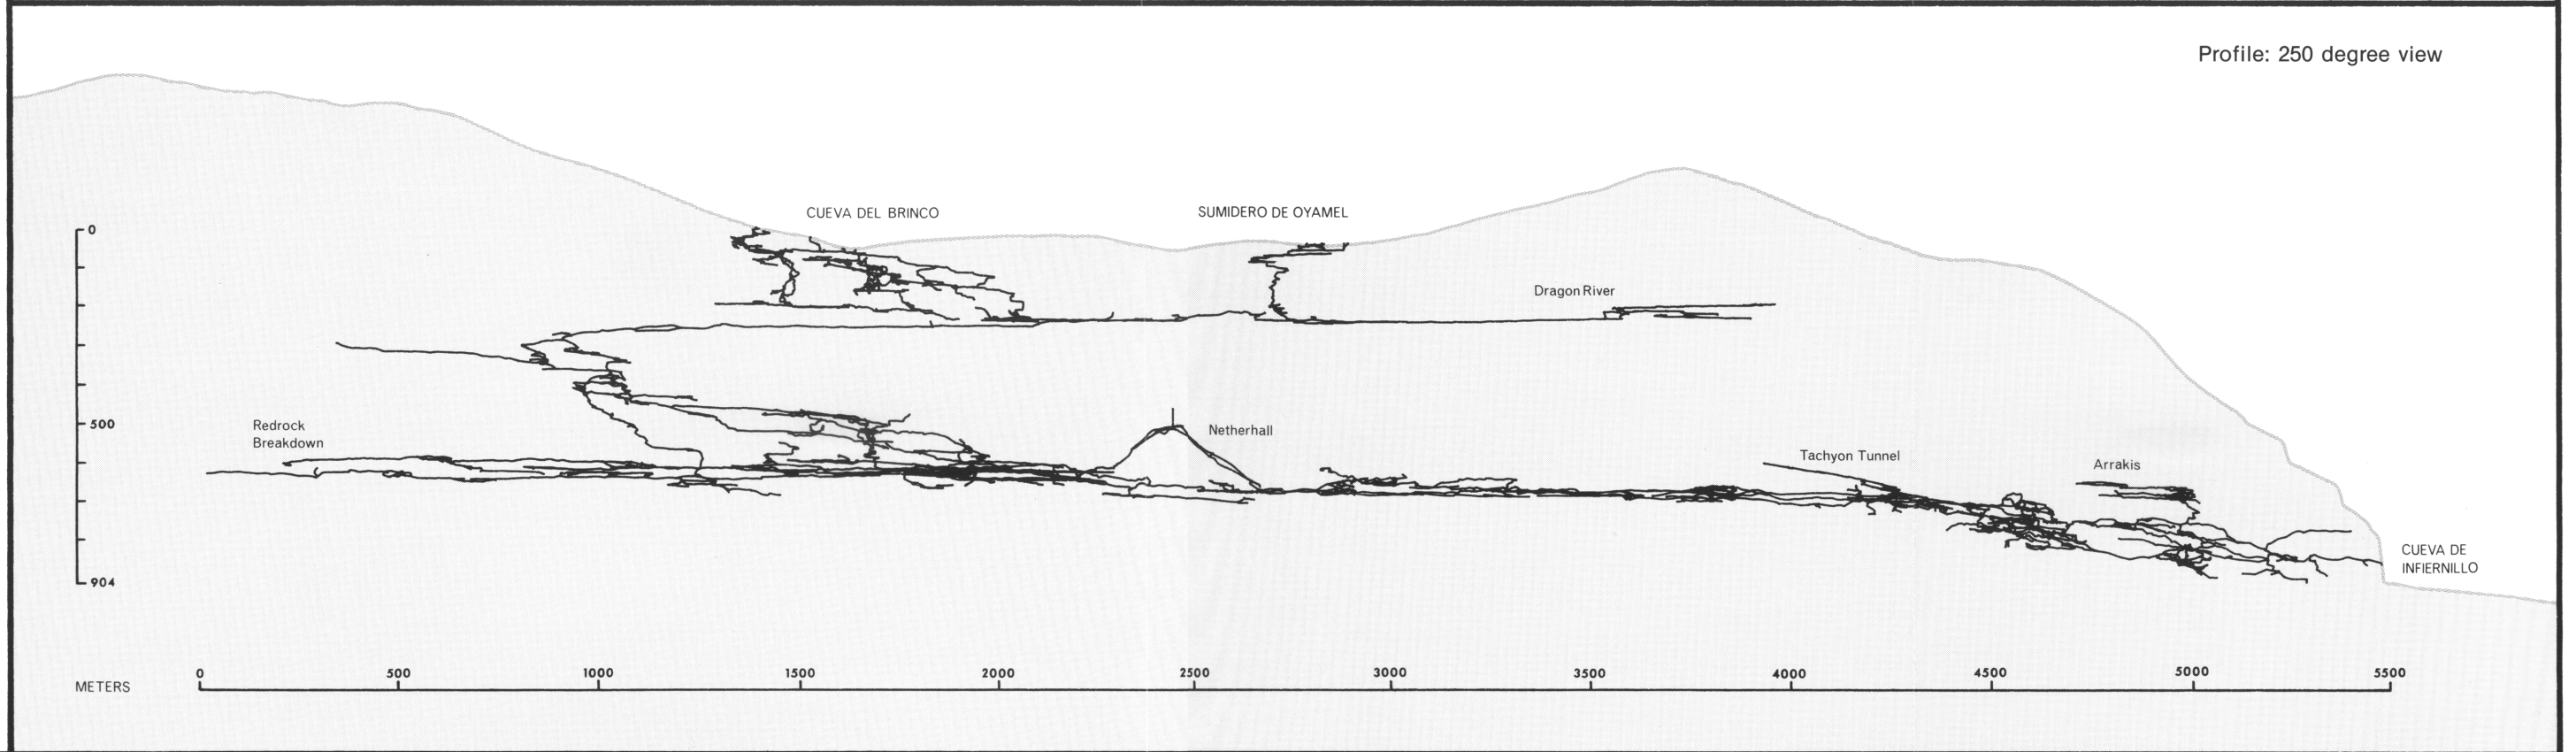 Profile: 250 degree view
CUEVA DEL BRINCO
SUMIDERO DE OYAMEL
0
Dragon River
500
Redrock
Breakdown
Netherhall
Tachyon Tunnel
Arrakis
CUEVA DE
INFIERNILLO
904
METERS
0 500 1000 1500 2000 2500 3000 3500 4000 4500 5000 5500